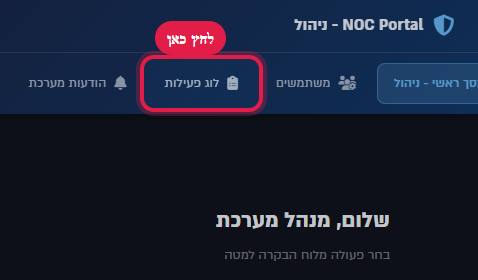 NOC Portal - ניהול
לחץ כאן
סך ראשי - ניהול
משתמשים
לוג פעילות
הודעות מערכת
שלום, מנהל מערכת
בחר פעולה מלוח הבקרה למטה